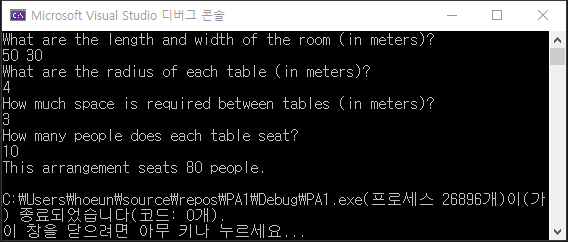 Microsoft Visual Studio 디버그 콘솔
What are the length and width of the room (in meters)?
50 30
What are the radius of each table (in meters)?
4
How much space is required between tables (in meters)?
3
How many people does each table seat?
10
This arrangement seats 80 people.
C:₩Users₩hoeun₩source₩repos₩PA1₩Debug₩PA1.exe(프로세스 26896개)이(가
) 종료되었습니다(코드: 0개).
이 창을 닫으려면 아무 키나 누르세요...